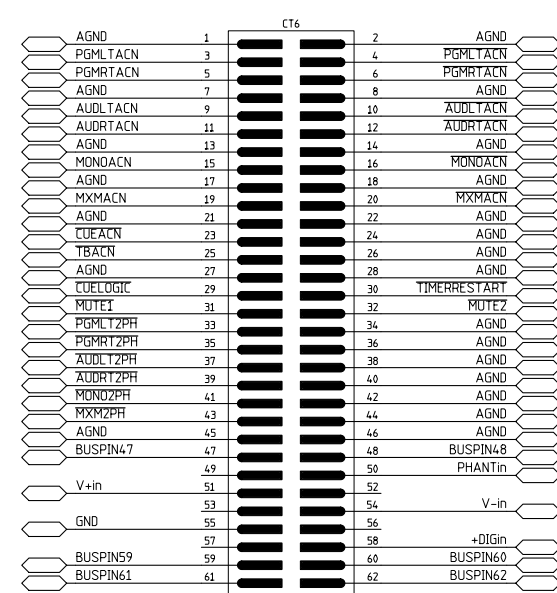 CT6
AGND 1 2 AGND
PGMLTACN 3 4 PGMLTACN
PGMRTACN 5 6 PGMRTACN
AGND 7 8 AGND
AUDLTACN 9 10 AUDLTACN
AUDRTACN 11 12 AUDRTACN
AGND 13 14 AGND
MONOACN 15 16 MONOACN
AGND 17 18 AGND
MXMACN 19 20 MXMACN
AGND 21 22 AGND
CUEACN 23 24 AGND
TBACN 25 26 AGND
AGND 27 28 AGND
CUELOGIC 29 30 TIMERRESTART
MUTE1 31 32 MUTE2
PGMLT2PH 33 34 AGND
PGMRT2PH 35 36 AGND
AUDLT2PH 37 38 AGND
AUDRT2PH 39 40 AGND
MONO2PH 41 42 AGND
MXM2PH 43 44 AGND
AGND 45 46 AGND
BUSPIN47 47 48 BUSPIN48
49 50 PHANTin
V+in 51 52
53 54 V-in
GND 55 56
57 58 +DIGin
BUSPIN59 59 60 BUSPIN60
BUSPIN61 61 62 BUSPIN62